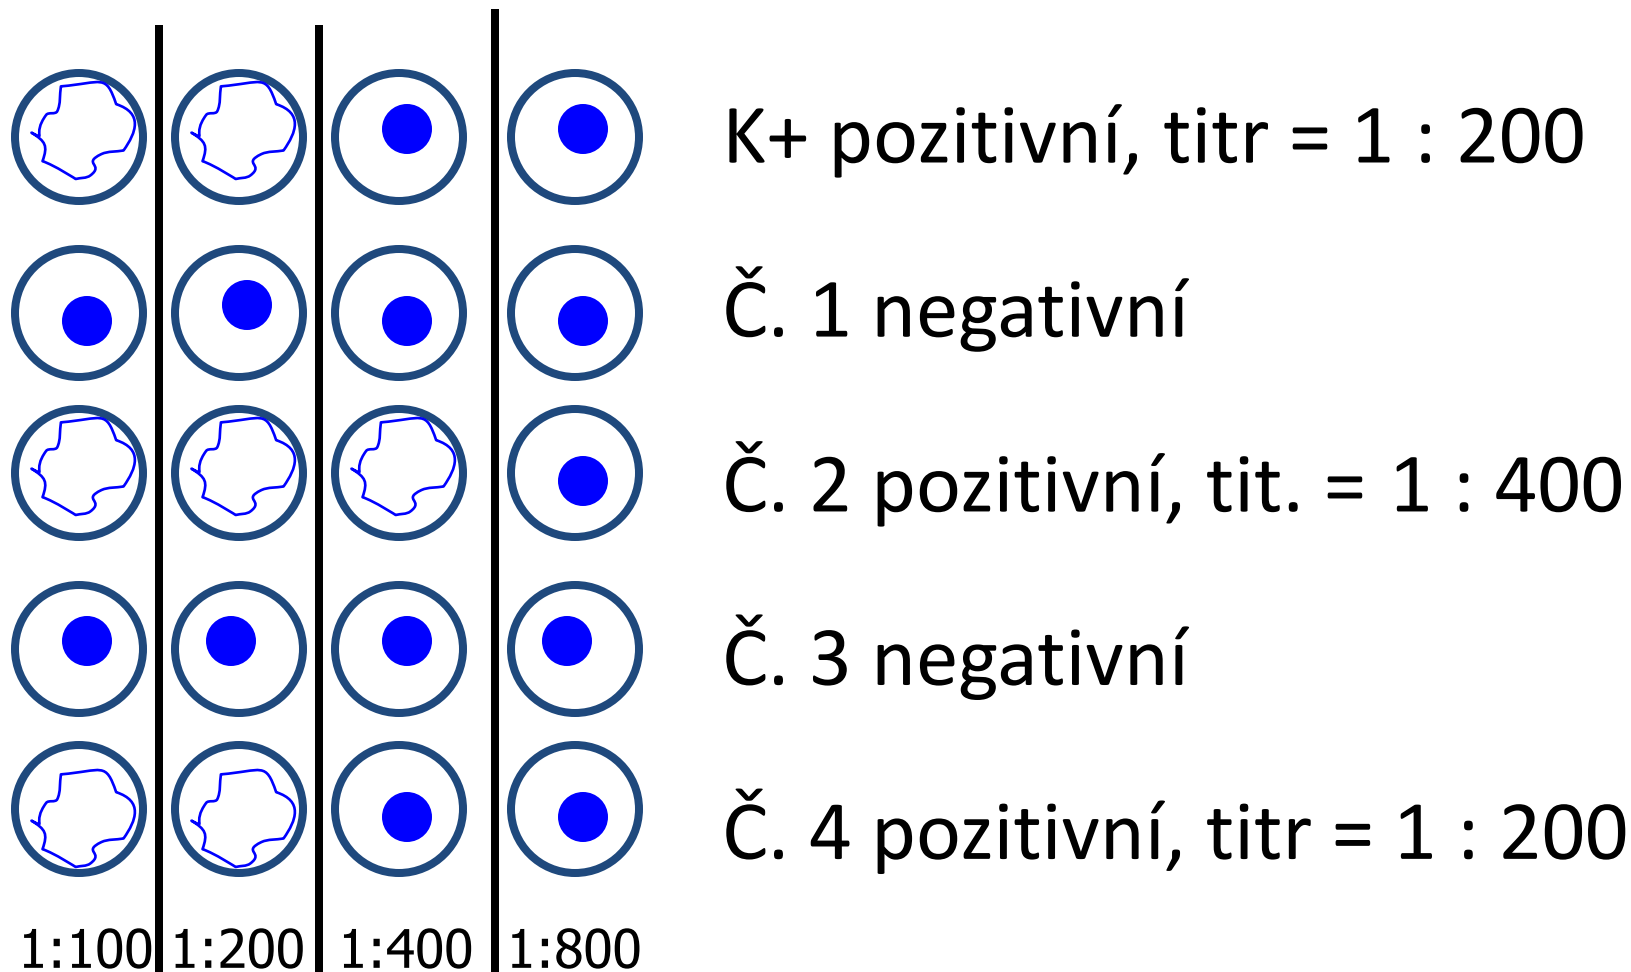 K+ pozitivní, titr = 1 : 200
Č. 1 negativní
Č. 2 pozitivní, tit. = 1 : 400
Č. 3 negativní
Č. 4 pozitivní, titr = 1 : 200
1:100 1:200 1:400 1:800